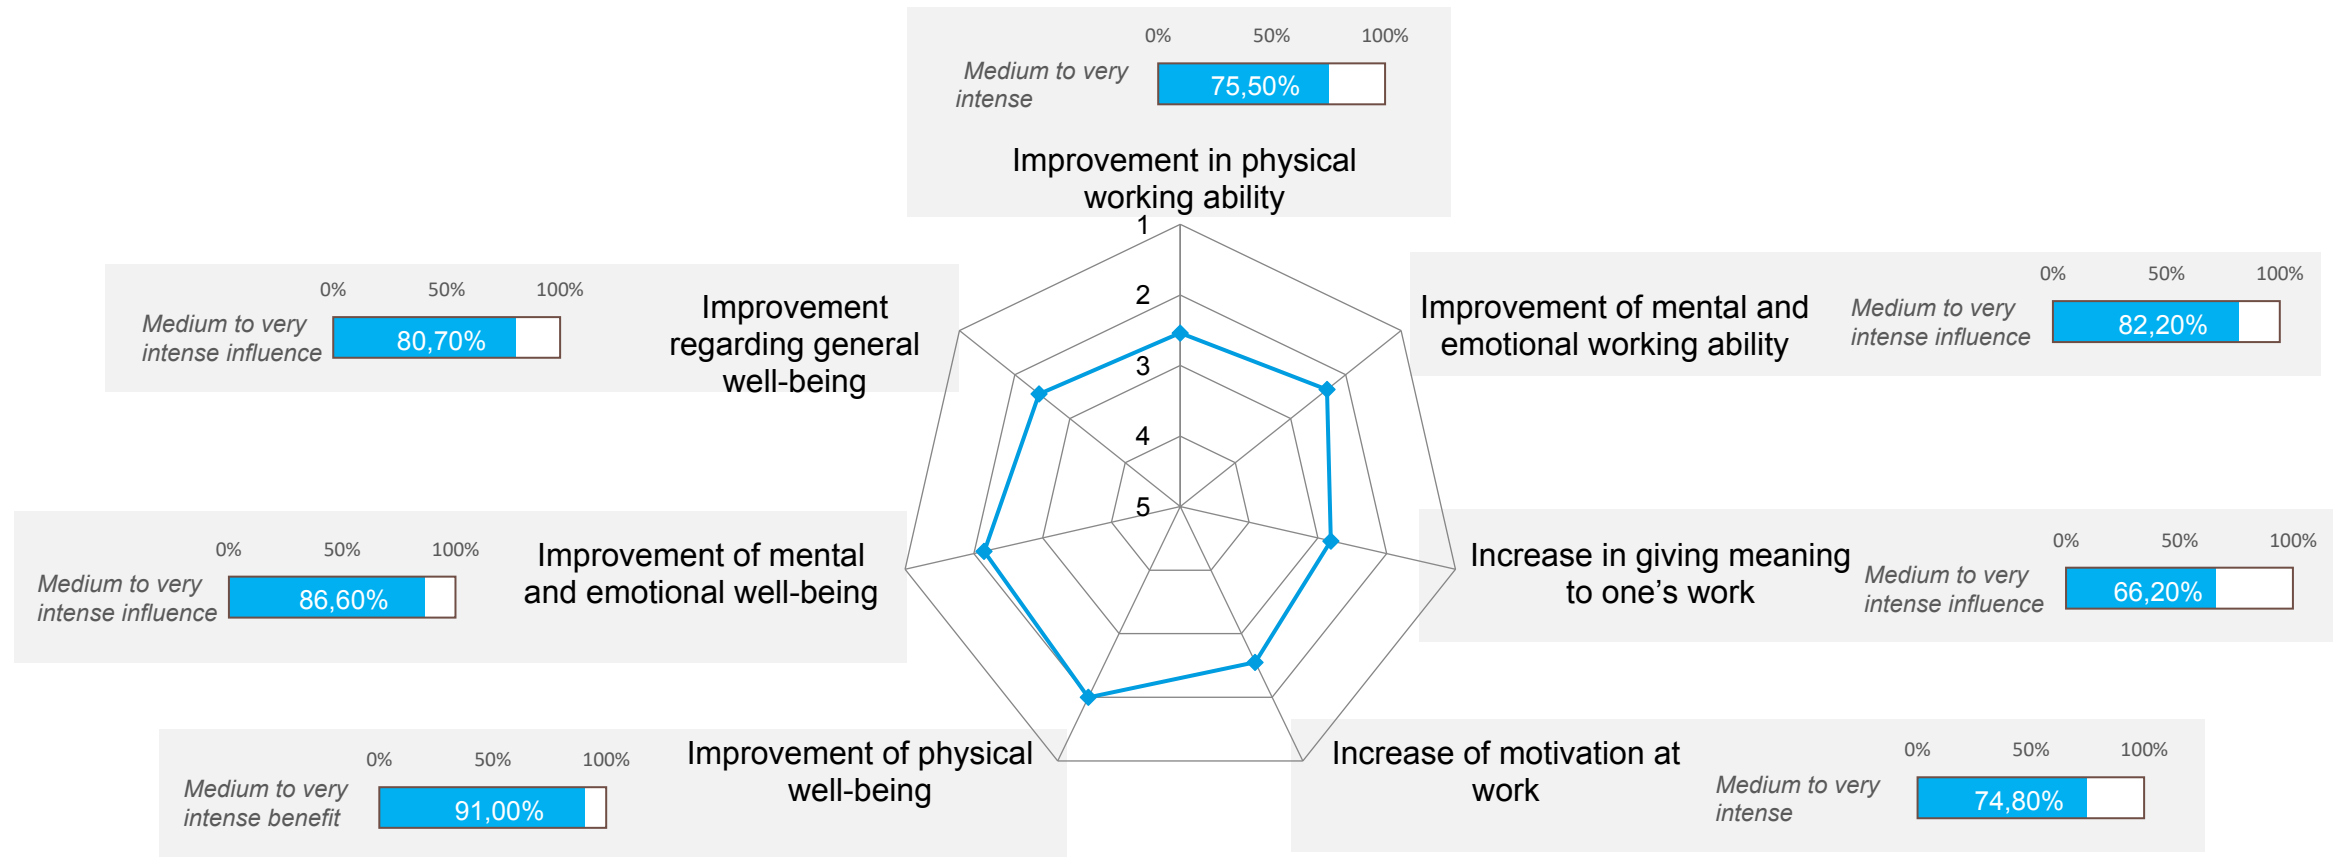 0% 50% 100%
Medium to very
intense
75,50%
Improvement in physical
working ability
1
2
3
4
5
0% 50% 100%
Medium to very
intense influence
80,70%
Improvement
regarding general
well-being
Improvement of mental and
emotional working ability
0% 50% 100%
Medium to very
intense influence
82,20%
0% 50% 100%
Medium to very
intense influence
86,60%
Improvement of mental
and emotional well-being
Increase in giving meaning
to one’s work
0% 50% 100%
Medium to very
intense influence
66,20%
0% 50% 100%
Medium to very
intense benefit
91,00%
Improvement of physical
well-being
Increase of motivation at
work
0% 50% 100%
Medium to very
intense
74,80%